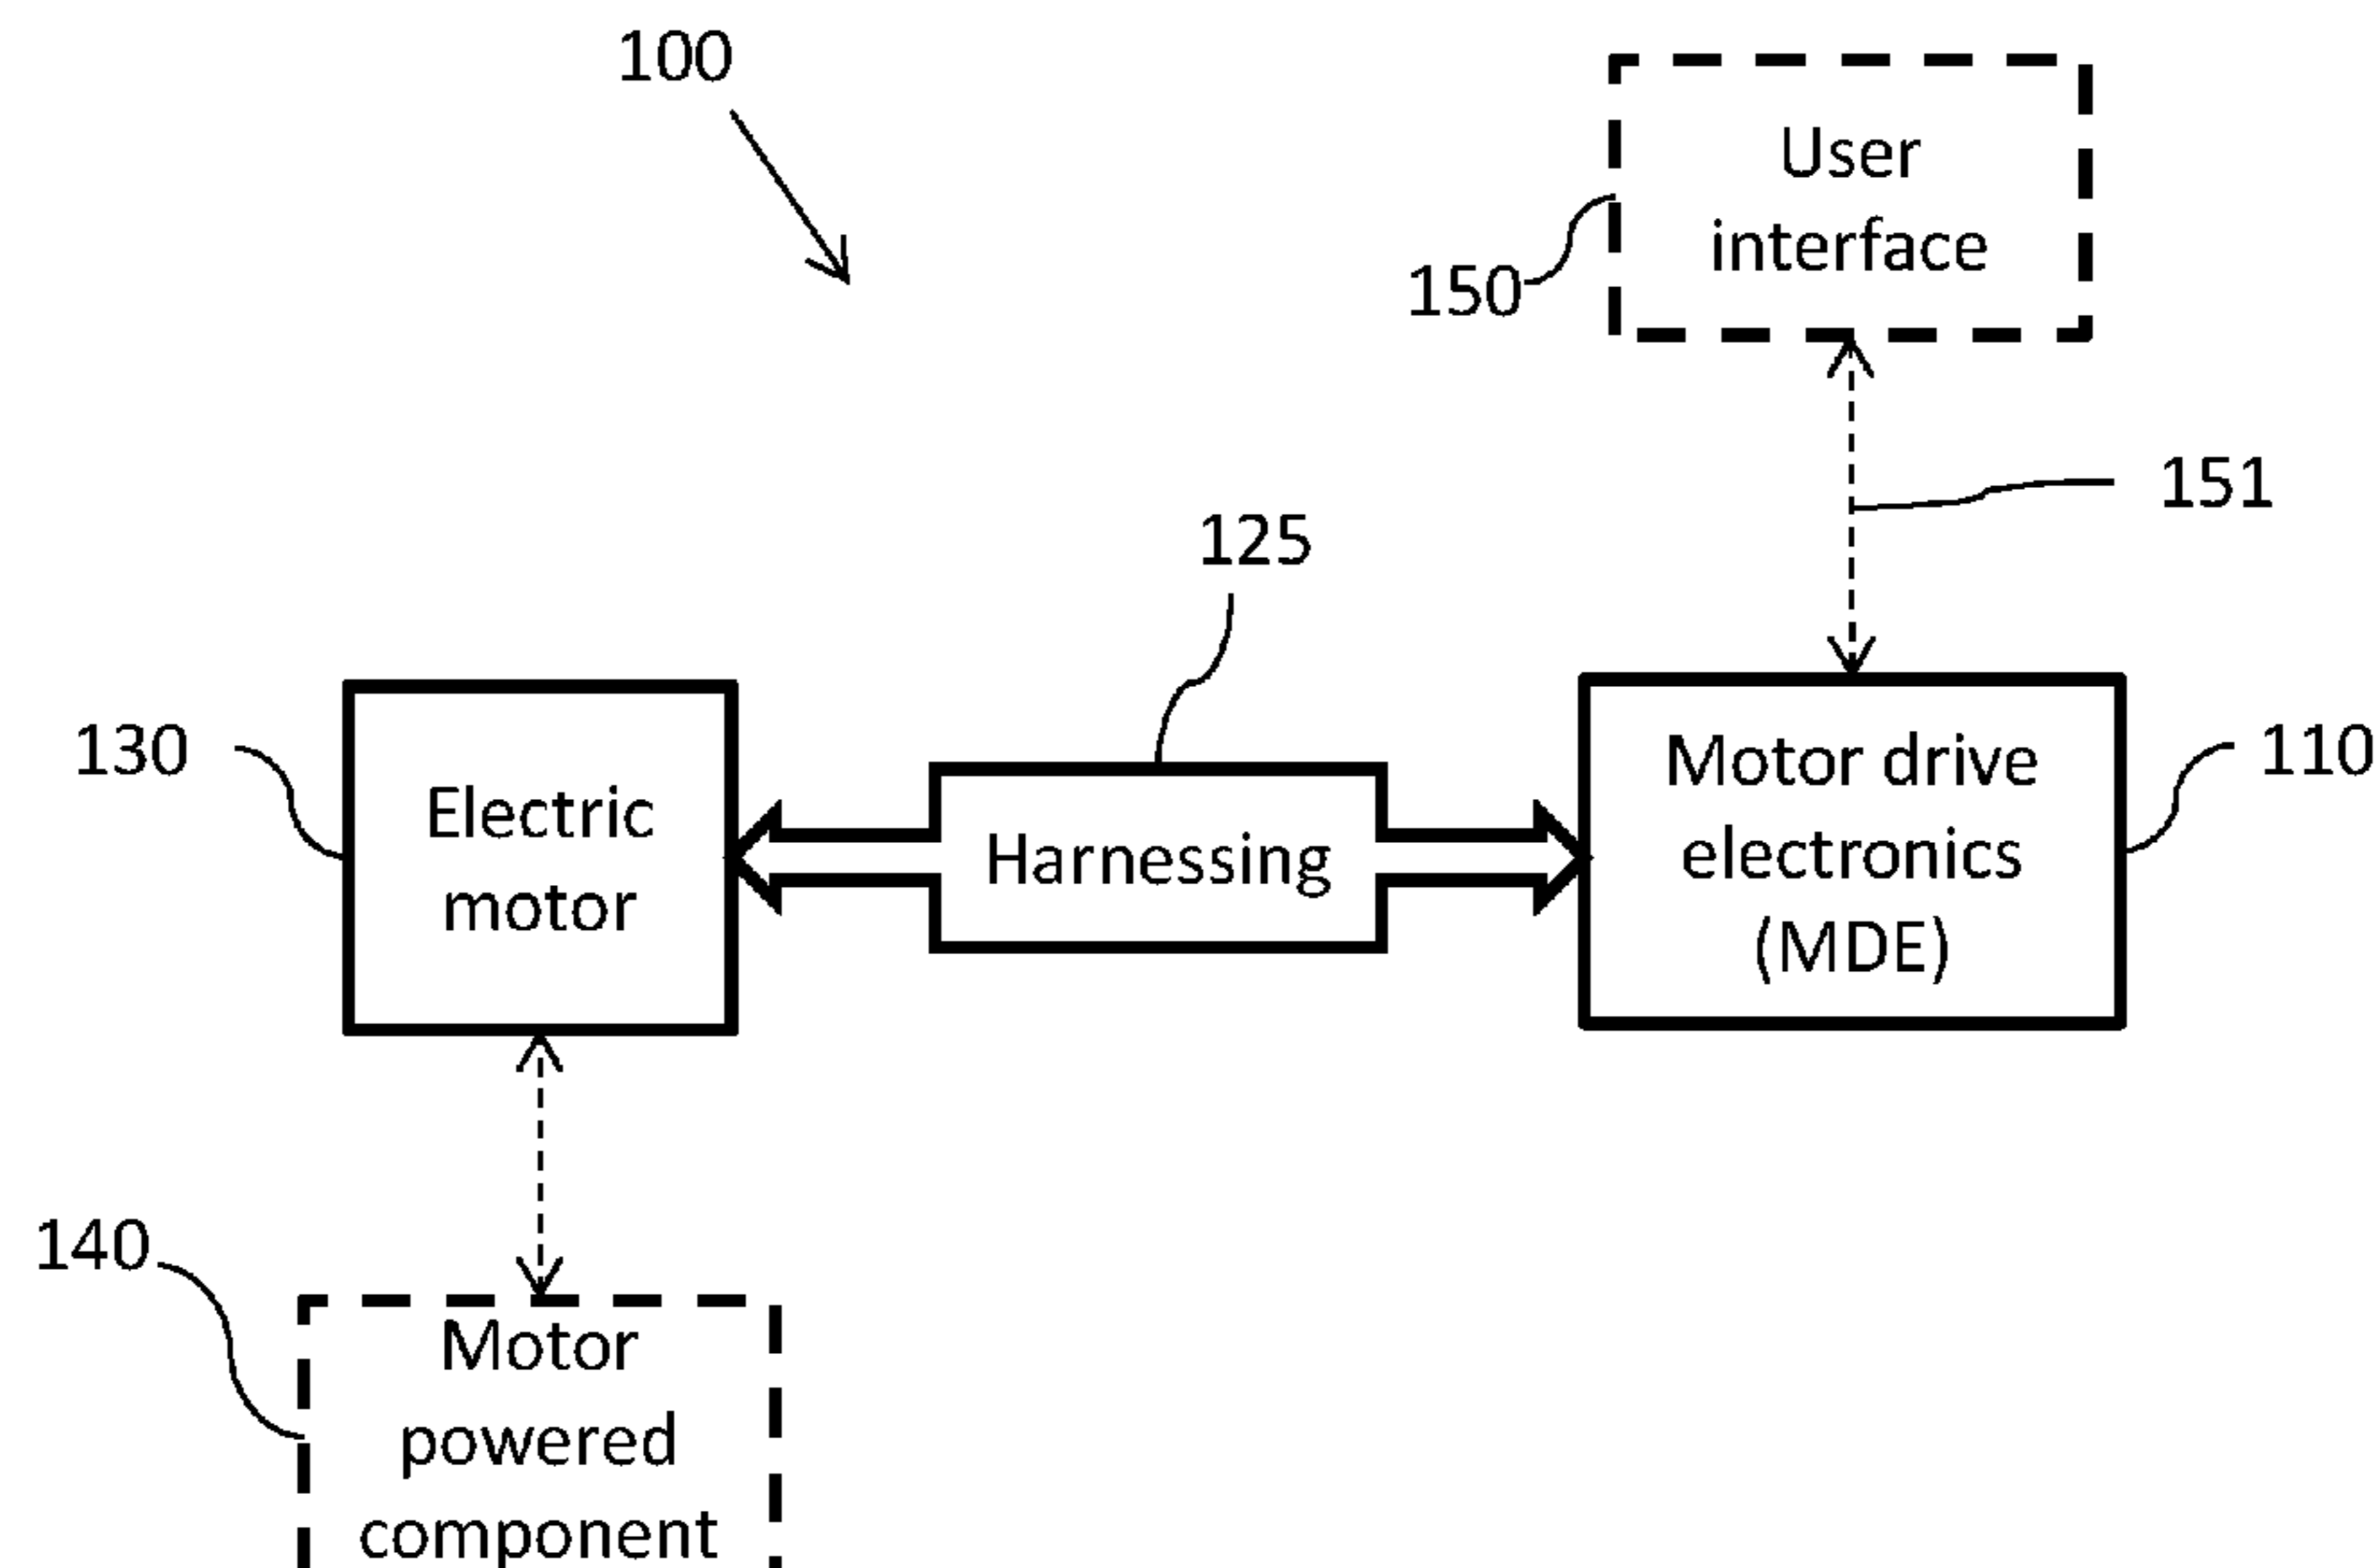 100
User
interface
150
151
125
130
Electric
motor
Harnessing
Motor drive
electronics
(MDE)
110
140
Motor
powered
component